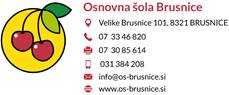 Osnovna šola Brusnice
Velike Brusnice 101, 8321 BRUSNICE
07 33 46 820
07 30 85 614
031 384 208
info@os-brusnice.si
www.os-brusnice.si